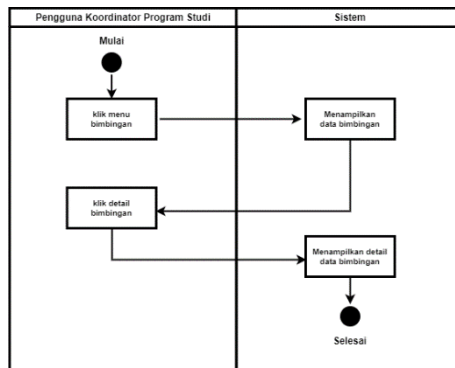 Pengguna Koordinator Program Studi
Sistem
Mulai
klik menu
bimbingan
Menampilkan
data bimbingan
klik detail
bimbingan
Menampilkan detail
data bimbingan
Selesai